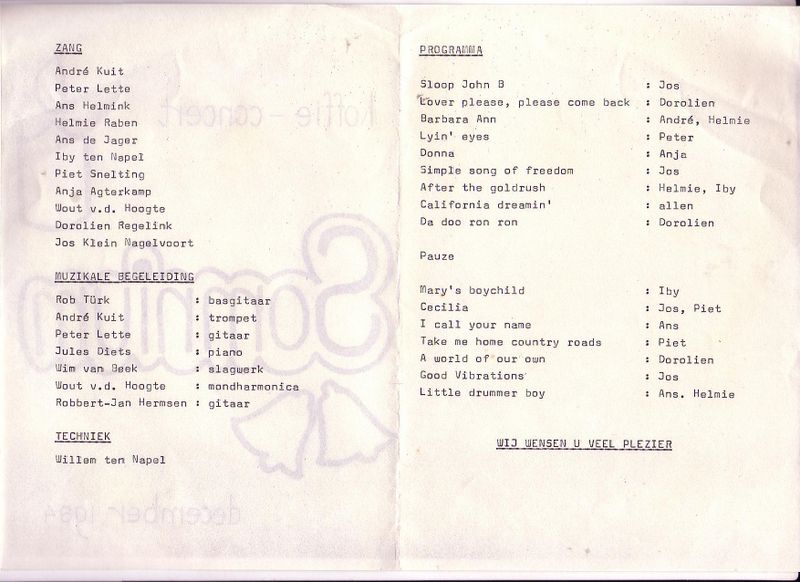 ZANG
André Kuit
Peter Lette
Ans Helmink
Helmie Raben
Ans de Jager
Iby ten Napel
Piet Snelting
Anja Agterkamp
Wout v.d. Hoogte
Dorolien Regelink
Jos Klein Nagelvoort
MUZIKALE BEGELEIDING
Rob Türk : basgitaar
André Kuit : trompet
Peter Lette : gitaar
Jules Diets : piano
Wim van Beek : slagwerk
Wout v.d. Hoogte : mondharmonica
Robbert-Jan Hermsen : gitaar
TECHNIEK
Willem ten Napel
PROGRAMMA
Sloop John B : Jos
Lover please, please come back : Dorolien
Barbara Ann : André, Helmie
Lyin' eyes : Peter
Donna : Anja
Simple song of freedom : Jos
After the goldrush : Helmie, Iby
California dreamin' : allen
Da doo ron ron : Dorolien
Pauze
Mary's boychild : Iby
Cecilia : Jos, Piet
I call your name : Ans
Take me home country roads : Piet
A world of our own : Dorolien
Good Vibrations : Jos
Little drummer boy : Ans. Helmie
WIJ WENSEN U VEEL PLEZIER
koffie-concert
december 1984